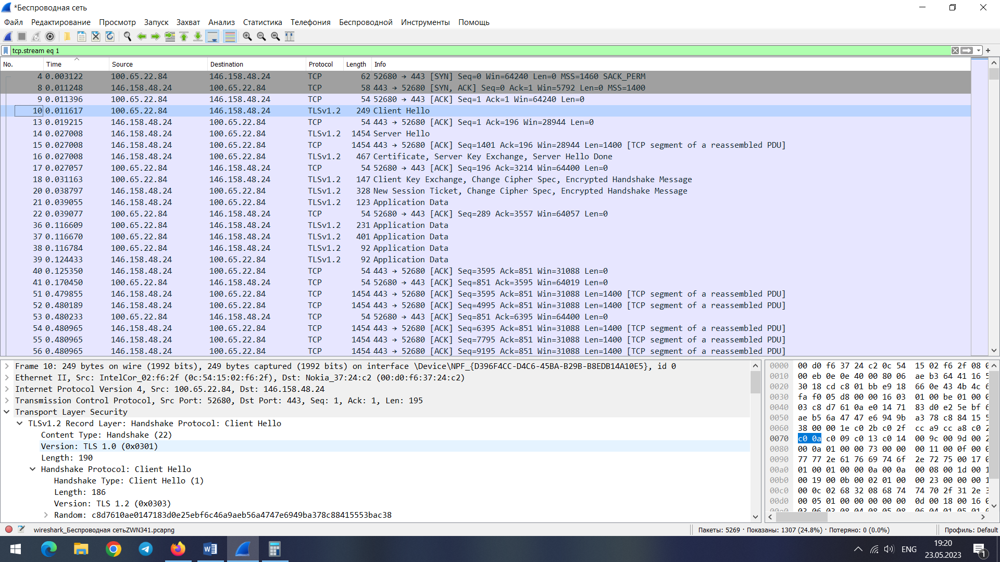 *Беспроводная сеть
Файл Редактирование Просмотр Запуск Захват Анализ Статистика Телефония Беспроводной Инструменты Помощь
tcp.stream eq 1
No. Time Source Destination Protocol Length Info
4 0.003122 100.65.22.84 146.158.48.24 TCP 62 52680 → 443 [SYN] Seq=0 Win=64240 Len=0 MSS=1460 SACK_PERM
8 0.011248 146.158.48.24 100.65.22.84 TCP 58 443 → 52680 [SYN, ACK] Seq=0 Ack=1 Win=5792 Len=0 MSS=1400
9 0.011396 100.65.22.84 146.158.48.24 TCP 54 52680 → 443 [ACK] Seq=1 Ack=1 Win=64240 Len=0
10 0.011617 100.65.22.84 146.158.48.24 TLSv1.2 249 Client Hello
13 0.019215 146.158.48.24 100.65.22.84 TCP 54 443 → 52680 [ACK] Seq=1 Ack=196 Win=28944 Len=0
14 0.027008 146.158.48.24 100.65.22.84 TLSv1.2 1454 Server Hello
15 0.027008 146.158.48.24 100.65.22.84 TCP 1454 443 → 52680 [ACK] Seq=1401 Ack=196 Win=28944 Len=1400 [TCP segment of a reassembled PDU]
16 0.027008 146.158.48.24 100.65.22.84 TLSv1.2 467 Certificate, Server Key Exchange, Server Hello Done
17 0.027057 100.65.22.84 146.158.48.24 TCP 54 52680 → 443 [ACK] Seq=196 Ack=3214 Win=64400 Len=0
18 0.031163 100.65.22.84 146.158.48.24 TLSv1.2 147 Client Key Exchange, Change Cipher Spec, Encrypted Handshake Message
20 0.038797 146.158.48.24 100.65.22.84 TLSv1.2 328 New Session Ticket, Change Cipher Spec, Encrypted Handshake Message
21 0.039055 146.158.48.24 100.65.22.84 TLSv1.2 123 Application Data
22 0.039077 100.65.22.84 146.158.48.24 TCP 54 52680 → 443 [ACK] Seq=289 Ack=3557 Win=64057 Len=0
36 0.116609 100.65.22.84 146.158.48.24 TLSv1.2 231 Application Data
37 0.116670 100.65.22.84 146.158.48.24 TLSv1.2 401 Application Data
38 0.116784 100.65.22.84 146.158.48.24 TLSv1.2 92 Application Data
39 0.124433 146.158.48.24 100.65.22.84 TLSv1.2 92 Application Data
40 0.125350 146.158.48.24 100.65.22.84 TCP 54 443 → 52680 [ACK] Seq=3595 Ack=851 Win=31088 Len=0
41 0.170450 100.65.22.84 146.158.48.24 TCP 54 52680 → 443 [ACK] Seq=851 Ack=3595 Win=64019 Len=0
51 0.479855 146.158.48.24 100.65.22.84 TCP 1454 443 → 52680 [ACK] Seq=3595 Ack=851 Win=31088 Len=1400 [TCP segment of a reassembled PDU]
52 0.480189 146.158.48.24 100.65.22.84 TCP 1454 443 → 52680 [ACK] Seq=4995 Ack=851 Win=31088 Len=1400 [TCP segment of a reassembled PDU]
53 0.480233 100.65.22.84 146.158.48.24 TCP 54 52680 → 443 [ACK] Seq=851 Ack=6395 Win=64400 Len=0
54 0.480965 146.158.48.24 100.65.22.84 TCP 1454 443 → 52680 [ACK] Seq=6395 Ack=851 Win=31088 Len=1400 [TCP segment of a reassembled PDU]
55 0.480965 146.158.48.24 100.65.22.84 TCP 1454 443 → 52680 [ACK] Seq=7795 Ack=851 Win=31088 Len=1400 [TCP segment of a reassembled PDU]
56 0.480965 146.158.48.24 100.65.22.84 TCP 1454 443 → 52680 [ACK] Seq=9195 Ack=851 Win=31088 Len=1400 [TCP segment of a reassembled PDU]
Frame 10: 249 bytes on wire (1992 bits), 249 bytes captured (1992 bits) on interface \Device\NPF_{D396F4CC-D4C6-45BA-B29B-B8EDB14A10E5}, id 0
Ethernet II, Src: IntelCor_02:f6:2f (0c:54:15:02:f6:2f), Dst: Nokia_37:24:c2 (00:d0:f6:37:24:c2)
Internet Protocol Version 4, Src: 100.65.22.84, Dst: 146.158.48.24
Transmission Control Protocol, Src Port: 52680, Dst Port: 443, Seq: 1, Ack: 1, Len: 195
Transport Layer Security
TLSv1.2 Record Layer: Handshake Protocol: Client Hello
Content Type: Handshake (22)
Version: TLS 1.0 (0x0301)
Length: 190
Handshake Protocol: Client Hello
Handshake Type: Client Hello (1)
Length: 186
Version: TLS 1.2 (0x0303)
Random: c8d7610ae0147183d0e25ebf6c46a9aeb56a4747e6949ba378c88415553bac38
0000 00 d0 f6 37 24 c2 0c 54 15 02 f6 2f 08 0
0010 00 eb 0e 0e 40 00 80 06 ae b3 64 41 16 5
0020 30 18 cd c8 01 bb e9 18 66 0e 43 4b 4c 6
0030 fa f0 05 d8 00 00 16 03 01 00 be 01 00 0
0040 03 c8 d7 61 0a e0 14 71 83 d0 e2 5e bf 6
0050 ae b5 6a 47 47 e6 94 9b a3 78 c8 84 15 5
0060 38 00 00 1e c0 2b c0 2f cc a9 cc a8 c0 2
0070 c0 0a c0 09 c0 13 c0 14 00 9c 00 9d 00 2
0080 00 0a 01 00 00 73 00 00 00 11 00 0f 00 0
0090 77 77 2e 61 76 69 74 6f 2e 72 75 00 17 0
00a0 01 00 01 00 00 0a 00 0a 00 08 00 1d 00 1
00b0 00 19 00 0b 00 02 01 00 00 23 00 00 00 1
00c0 00 0c 02 68 32 08 68 74 74 70 2f 31 2e 3
00d0 00 05 01 00 00 00 00 00 0d 00 18 00 16 0
wireshark_Беспроводная сетьZWN341.pcapng
Пакеты: 5269 · Показаны: 1307 (24.8%) · Потеряно: 0 (0.0%)
Профиль: Default
ENG
19:20
23.05.2023
1